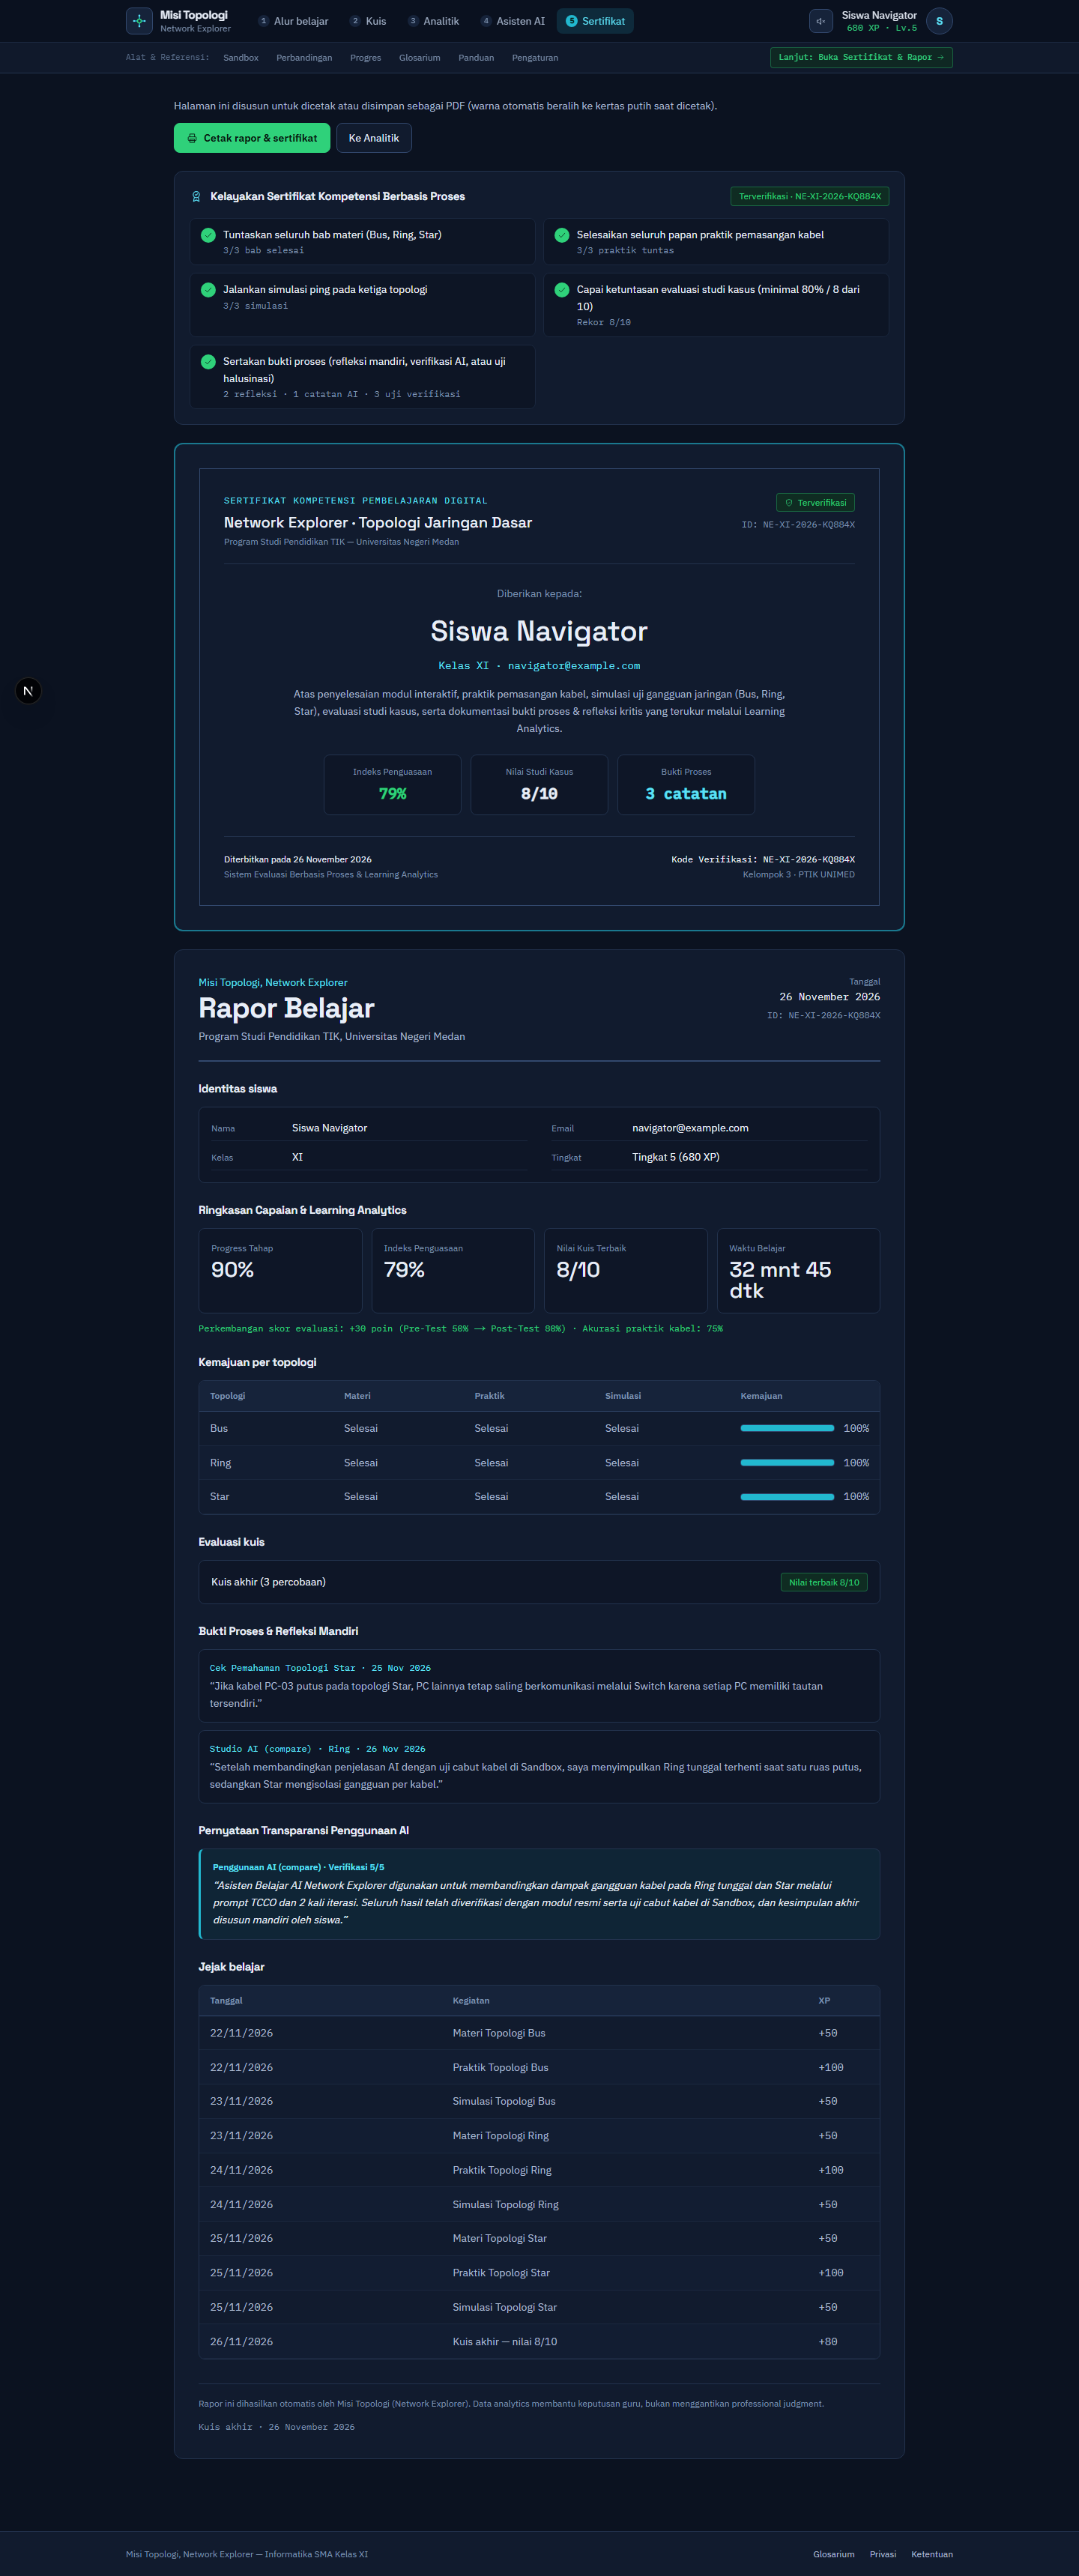 Misi Topologi
Network Explorer
1 Alur belajar
2 Kuis
3 Analitik
4 Asisten AI
5 Sertifikat
Siswa Navigator
680 XP · Lv.5
S
Alat & Referensi:
Sandbox
Perbandingan
Progres
Glosarium
Panduan
Pengaturan
Lanjut: Buka Sertifikat & Rapor →
Halaman ini disusun untuk dicetak atau disimpan sebagai PDF (warna otomatis beralih ke kertas putih saat dicetak).
Cetak rapor & sertifikat
Ke Analitik
Kelayakan Sertifikat Kompetensi Berbasis Proses
Terverifikasi · NE-XI-2026-KQ884X
Tuntaskan seluruh bab materi (Bus, Ring, Star)
3/3 bab selesai
Selesaikan seluruh papan praktik pemasangan kabel
3/3 praktik tuntas
Jalankan simulasi ping pada ketiga topologi
3/3 simulasi
Capai ketuntasan evaluasi studi kasus (minimal 80% / 8 dari
10)
Rekor 8/10
Sertakan bukti proses (refleksi mandiri, verifikasi AI, atau uji
halusinasi)
2 refleksi · 1 catatan AI · 3 uji verifikasi
SERTIFIKAT KOMPETENSI PEMBELAJARAN DIGITAL
Network Explorer · Topologi Jaringan Dasar
Program Studi Pendidikan TIK — Universitas Negeri Medan
Terverifikasi
ID: NE-XI-2026-KQ884X
Diberikan kepada:
Siswa Navigator
Kelas XI · navigator@example.com
Atas penyelesaian modul interaktif, praktik pemasangan kabel, simulasi uji gangguan jaringan (Bus, Ring,
Star), evaluasi studi kasus, serta dokumentasi bukti proses & refleksi kritis yang terukur melalui Learning
Analytics.
Indeks Penguasaan
79%
Nilai Studi Kasus
8/10
Bukti Proses
3 catatan
Diterbitkan pada 26 November 2026
Sistem Evaluasi Berbasis Proses & Learning Analytics
Kode Verifikasi: NE-XI-2026-KQ884X
Kelompok 3 · PTIK UNIMED
N
Misi Topologi, Network Explorer
Rapor Belajar
Program Studi Pendidikan TIK, Universitas Negeri Medan
Tanggal
26 November 2026
ID: NE-XI-2026-KQ884X
Identitas siswa
Nama Siswa Navigator
Email navigator@example.com
Kelas XI
Tingkat Tingkat 5 (680 XP)
Ringkasan Capaian & Learning Analytics
Progress Tahap
90%
Indeks Penguasaan
79%
Nilai Kuis Terbaik
8/10
Waktu Belajar
32 mnt 45
dtk
Perkembangan skor evaluasi: +30 poin (Pre-Test 50% ⟶ Post-Test 80%) · Akurasi praktik kabel: 75%
Kemajuan per topologi
Topologi Materi Praktik Simulasi Kemajuan
Bus Selesai Selesai Selesai 100%
Ring Selesai Selesai Selesai 100%
Star Selesai Selesai Selesai 100%
Evaluasi kuis
Kuis akhir (3 percobaan)
Nilai terbaik 8/10
Bukti Proses & Refleksi Mandiri
Cek Pemahaman Topologi Star · 25 Nov 2026
“Jika kabel PC-03 putus pada topologi Star, PC lainnya tetap saling berkomunikasi melalui Switch karena setiap PC memiliki tautan
tersendiri.”
Studio AI (compare) · Ring · 26 Nov 2026
“Setelah membandingkan penjelasan AI dengan uji cabut kabel di Sandbox, saya menyimpulkan Ring tunggal terhenti saat satu ruas putus,
sedangkan Star mengisolasi gangguan per kabel.”
Pernyataan Transparansi Penggunaan AI
Penggunaan AI (compare) · Verifikasi 5/5
“Asisten Belajar AI Network Explorer digunakan untuk membandingkan dampak gangguan kabel pada Ring tunggal dan Star melalui
prompt TCCO dan 2 kali iterasi. Seluruh hasil telah diverifikasi dengan modul resmi serta uji cabut kabel di Sandbox, dan kesimpulan akhir
disusun mandiri oleh siswa.”
Jejak belajar
Tanggal Kegiatan XP
22/11/2026 Materi Topologi Bus +50
22/11/2026 Praktik Topologi Bus +100
23/11/2026 Simulasi Topologi Bus +50
23/11/2026 Materi Topologi Ring +50
24/11/2026 Praktik Topologi Ring +100
24/11/2026 Simulasi Topologi Ring +50
25/11/2026 Materi Topologi Star +50
25/11/2026 Praktik Topologi Star +100
25/11/2026 Simulasi Topologi Star +50
26/11/2026 Kuis akhir — nilai 8/10 +80
Rapor ini dihasilkan otomatis oleh Misi Topologi (Network Explorer). Data analytics membantu keputusan guru, bukan menggantikan professional judgment.
Kuis akhir · 26 November 2026
Misi Topologi, Network Explorer — Informatika SMA Kelas XI
Glosarium
Privasi
Ketentuan